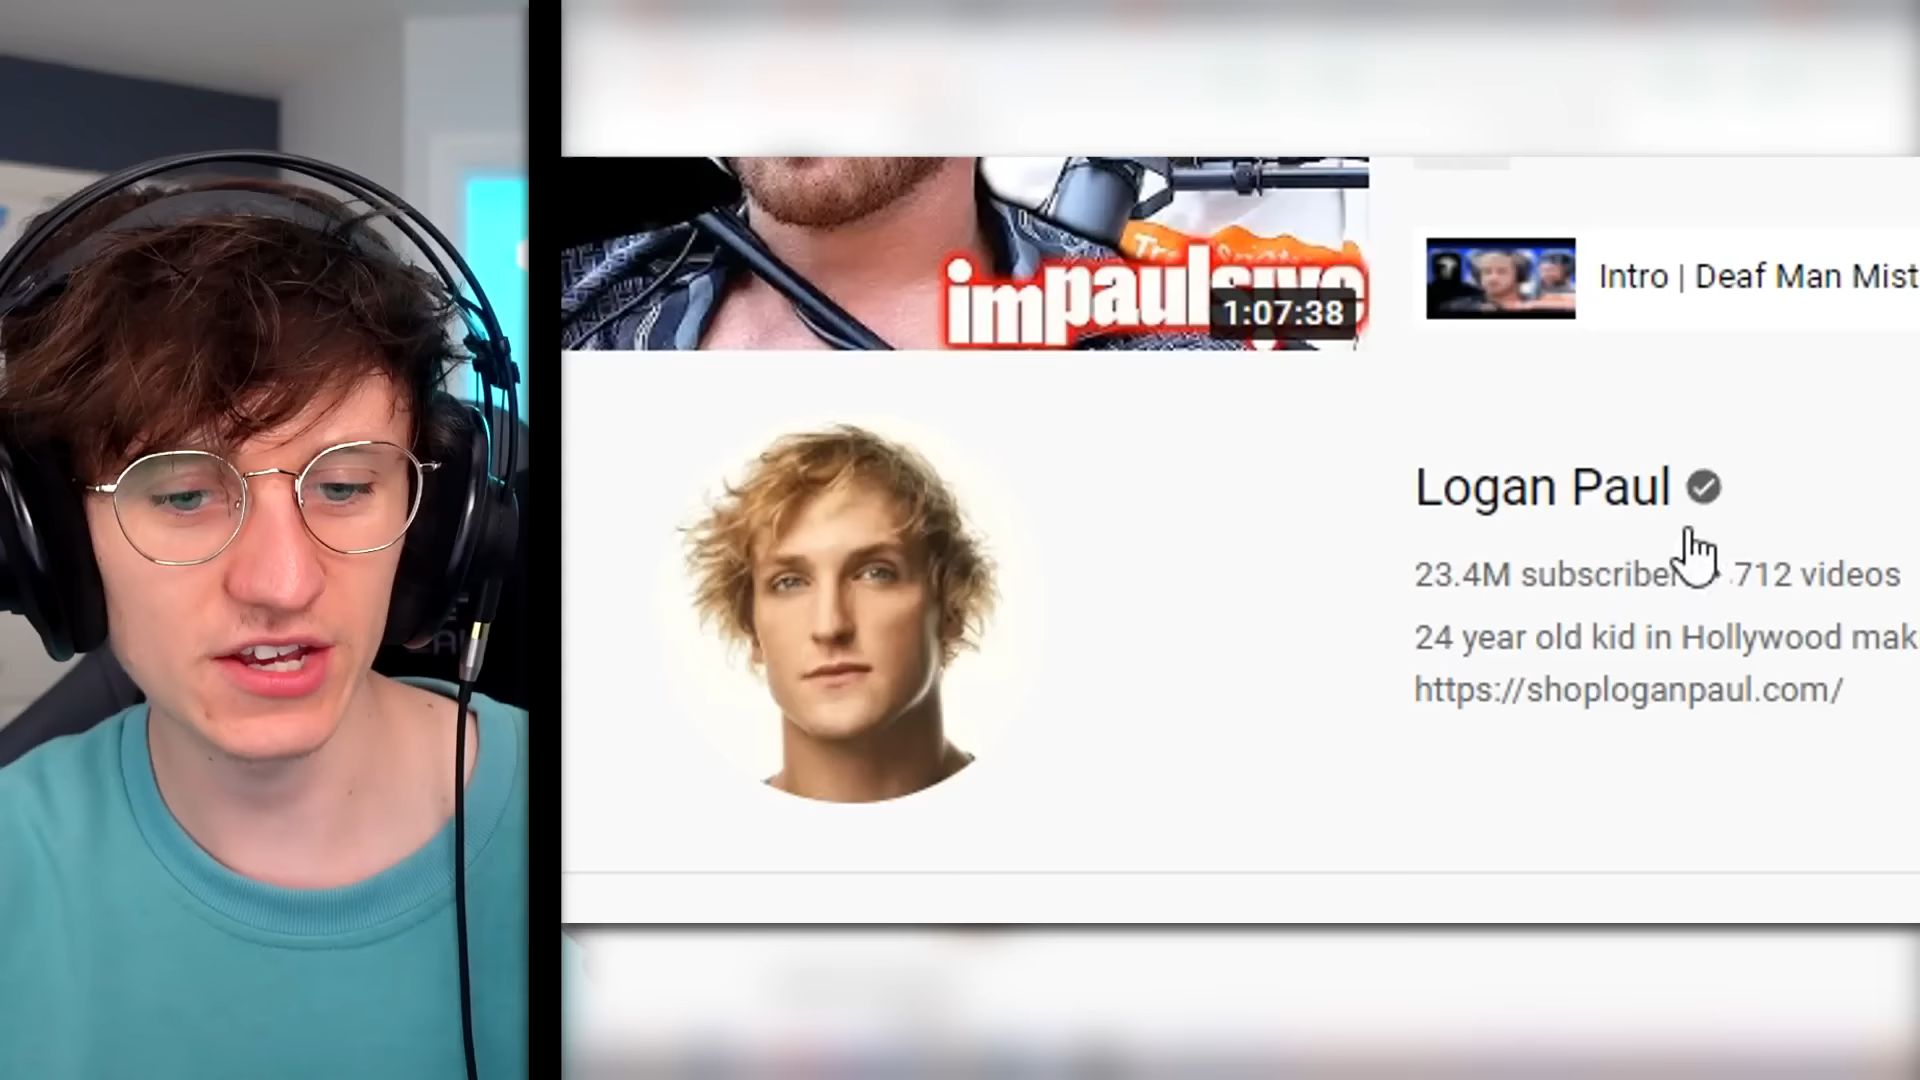 impaulsive
1:07:38
Intro | Deaf Man Mist
Logan Paul
23.4M subscriber
712 videos
24 year old kid in Hollywood mak
https://shoploganpaul.com/